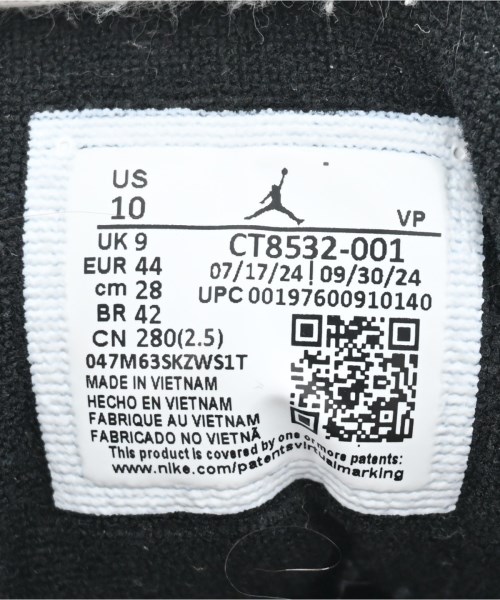 US
10
VP
UK 9
EUR 44
cm 28
BR 42
CN 280(2.5)
CT8532-001
07/17/24 | 09/30/24
UPC 00197600910140
047M63SKZWS1T
MADE IN VIETNAM
HECHO EN VIETNAM
FABRIQUE AU VIETNAM
FABRICADO NO VIETNÃ
This product is covered by one or more patents:
www.nike.com/patentsvirtualmarking